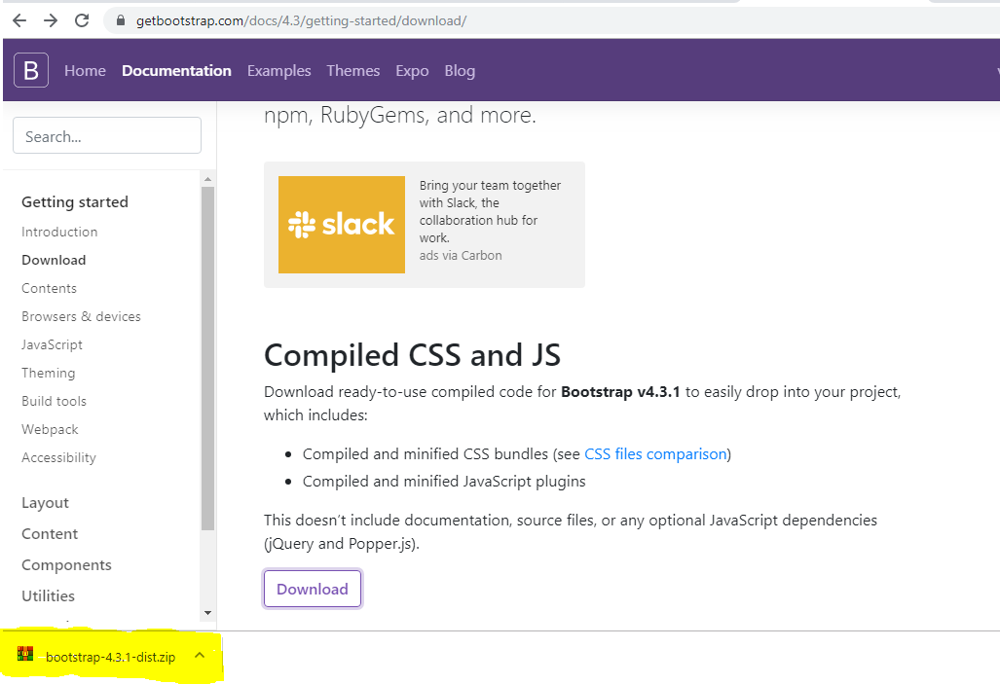 getbootstrap.com/docs/4.3/getting-started/download/
B
Home Documentation Examples Themes Expo Blog
npm, RubyGems, and more.
Search...
slack
Bring your team together
with Slack, the
collaboration hub for
work.
ads via Carbon
Getting started
Introduction
Download
Contents
Browsers & devices
JavaScript
Theming
Build tools
Webpack
Accessibility
Layout
Content
Components
Utilities
Compiled CSS and JS
Download ready-to-use compiled code for Bootstrap v4.3.1 to easily drop into your project,
which includes:
• Compiled and minified CSS bundles (see CSS files comparison)
• Compiled and minified JavaScript plugins
This doesn’t include documentation, source files, or any optional JavaScript dependencies
(jQuery and Popper.js).
Download
bootstrap-4.3.1-dist.zip